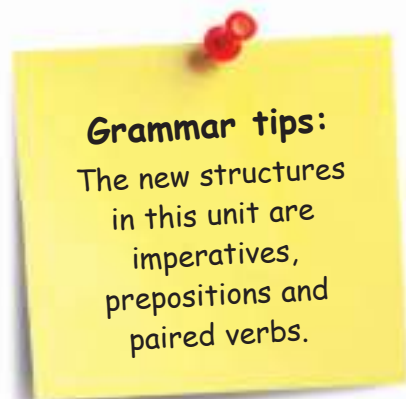 Grammar tips:
The new structures
in this unit are
imperatives,
prepositions and
paired verbs.